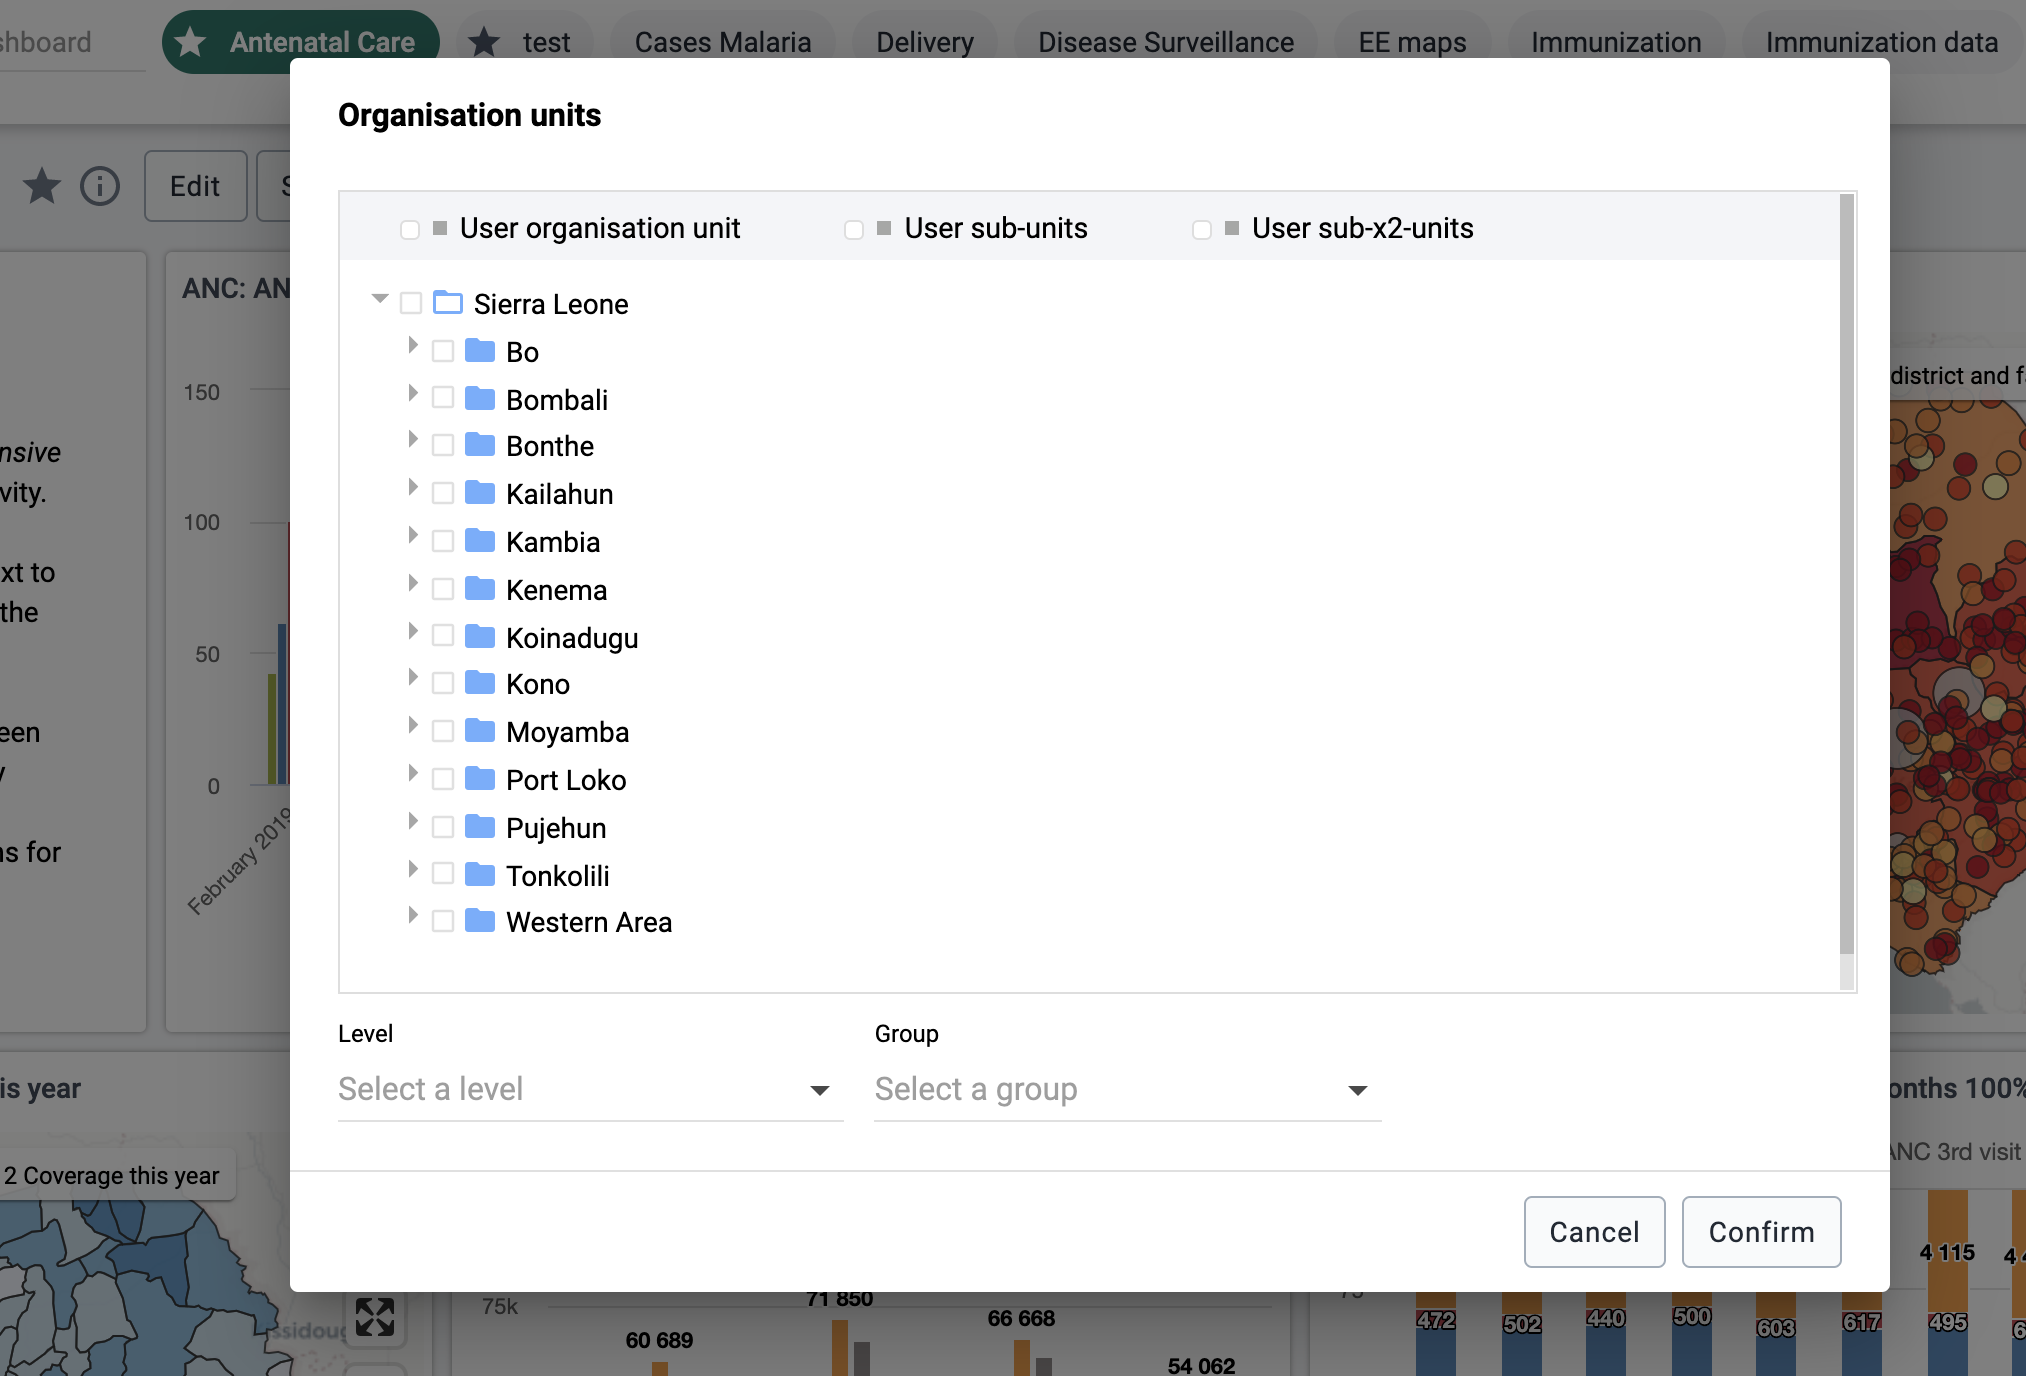 shboard
Antenatal Care
test
Cases Malaria
Delivery
Disease Surveillance
EE maps
Immunization
Immunization data
Edit
Organisation units
User organisation unit
User sub-units
User sub-x2-units
Sierra Leone
Bo
Bombali
Bonthe
Kailahun
Kambia
Kenema
Koinadugu
Kono
Moyamba
Port Loko
Pujehun
Tonkolili
Western Area
Level
Group
Select a level
Select a group
Cancel
Confirm
nsive
vity.
xt to
the
een
y
ns for
ANC: AN
150
100
50
0
February 2019
district and f
is year
2 Coverage this year
ssidoug
75k
60 689
71 850
66 668
54 062
onths 100%
ANC 3rd visit
4 115
472
502
440
500
603
617
495